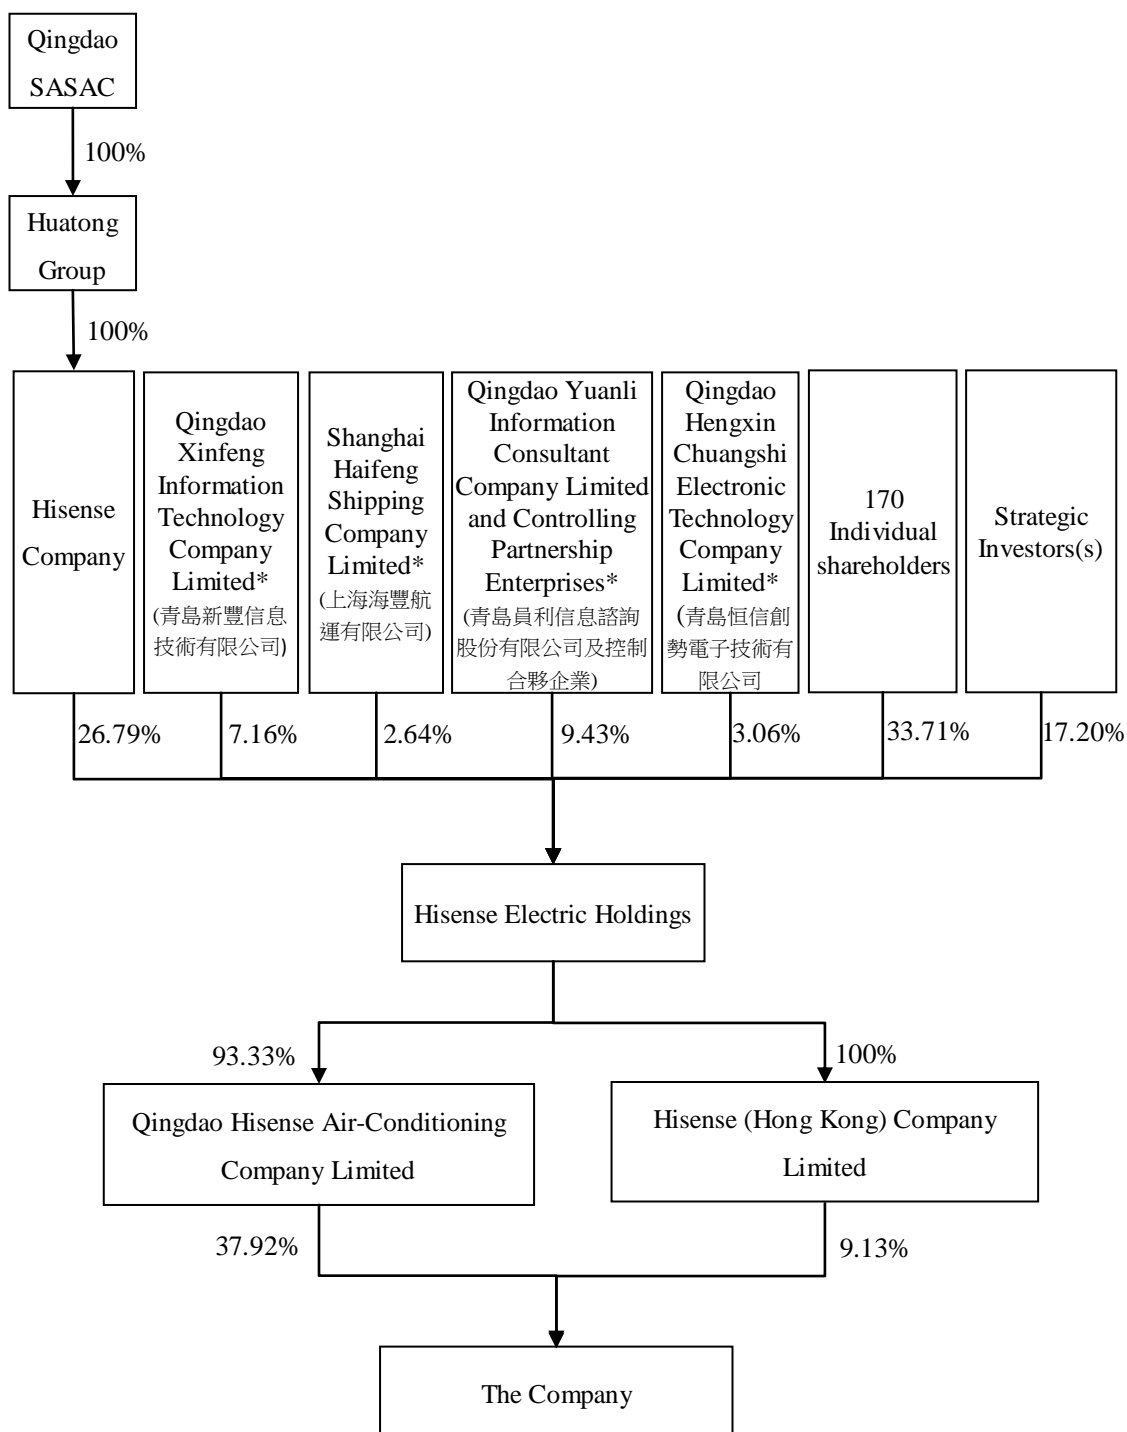 Qingdao
SASAC
100%
Huatong
Group
100%
Hisense
Company
Qingdao
Xinfeng
Information
Technology
Company
Limited*
(青島新豐信息
技術有限公司)
Shanghai
Haifeng
Shipping
Company
Limited*
(上海海豐航
運有限公司)
Qingdao Yuanli
Information
Consultant
Company Limited
and Controlling
Partnership
Enterprises*
(青島員利信息諮詢
股份有限公司及控制
合夥企業)
Qingdao
Hengxin
Chuangshi
Electronic
Technology
Company
Limited*
(青島恒信創
勢電子技術有
限公司
170
Individual
shareholders
Strategic
Investors(s)
26.79%
7.16%
2.64%
9.43%
3.06%
33.71%
17.20%
Hisense Electric Holdings
93.33%
100%
Qingdao Hisense Air-Conditioning
Company Limited
Hisense (Hong Kong) Company
Limited
37.92%
9.13%
The Company